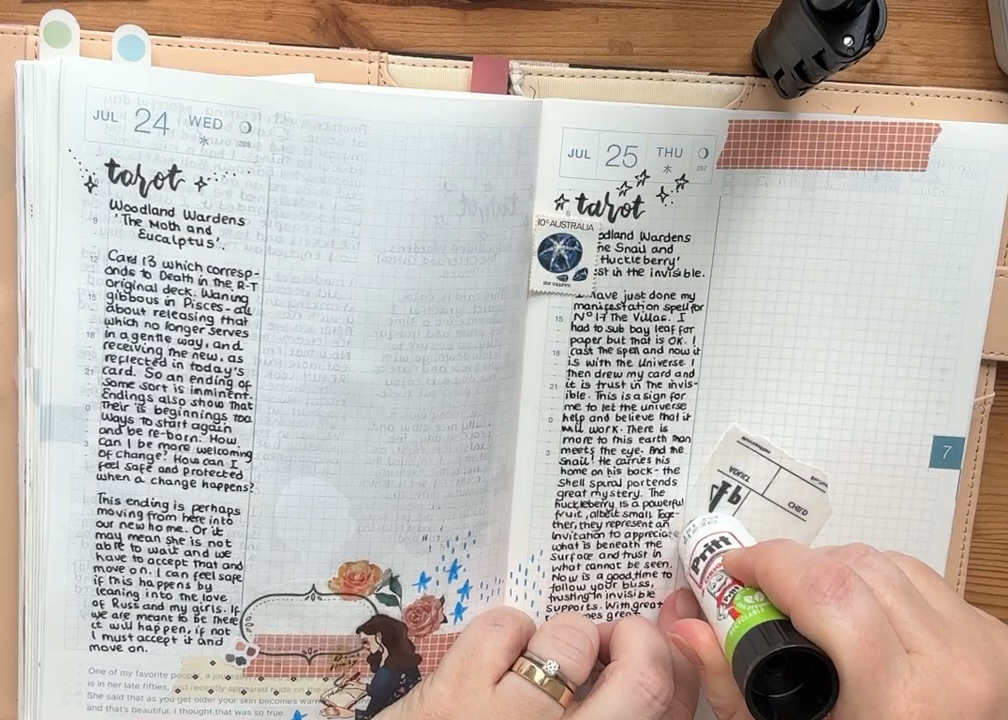 JUL 24 WED
木
tarot
Woodland Wardens
'The Moth and
Eucalptus'.
Card 13 which corresp-
onds to Death in the R-T
original deck. Waning
gibbous in Pisces - all
about releasing that
which no longer serves
in a gentle way, and
receiving the new, as
reflected in today's
card. So an ending of
some sort is imminent.
Endings also show that
their is beginnings too
ways to start again
and be re-born. How
can I be more welcoming
of change? How can I
feel safe and protected
when a change happens?
This ending is perhaps
moving from here into
our new home. Or it
may mean she is not
able to wait and we
have to accept that and
move on. I can feel safe
if this happens by
leaning into the love
of Russ and my girls. If
we are meant to be there
it will happen, if not
I must accept it and
move on.
One of my favorite people, a
is in her late fifties, just recently appeared nude on the
She said that as you get older your skin becomes
and that's beautiful. I thought that was so true.
JUL 25 THU
木
207
tarot
10c AUSTRALIA
star sapphire
Wardens
Snail and
Huckleberry'
in the invisible.
have just done my
manifestation spell for
No 17 The Villas. I
had to sub bay leaf for
paper but that is OK. I
cast the spell and now it
is with the Universe I
then drew my card and
it is trust in the invis-
ible. This is a sign for
me to let the universe
help and believe that it
will work. There is
more to this earth than
meets the eye. And the
snail! He carries his
home on his back - the
shell spiral portends
great mystery. The
huckleberry is a powerful
fruit, albeit small. Toge-
ther, they represent an
invitation to appreciate
what is beneath the
surface and trust in
what cannot be seen.
Now is a good time to
follow your bliss,
trusting in invisible
supports. With great
7
Pritt